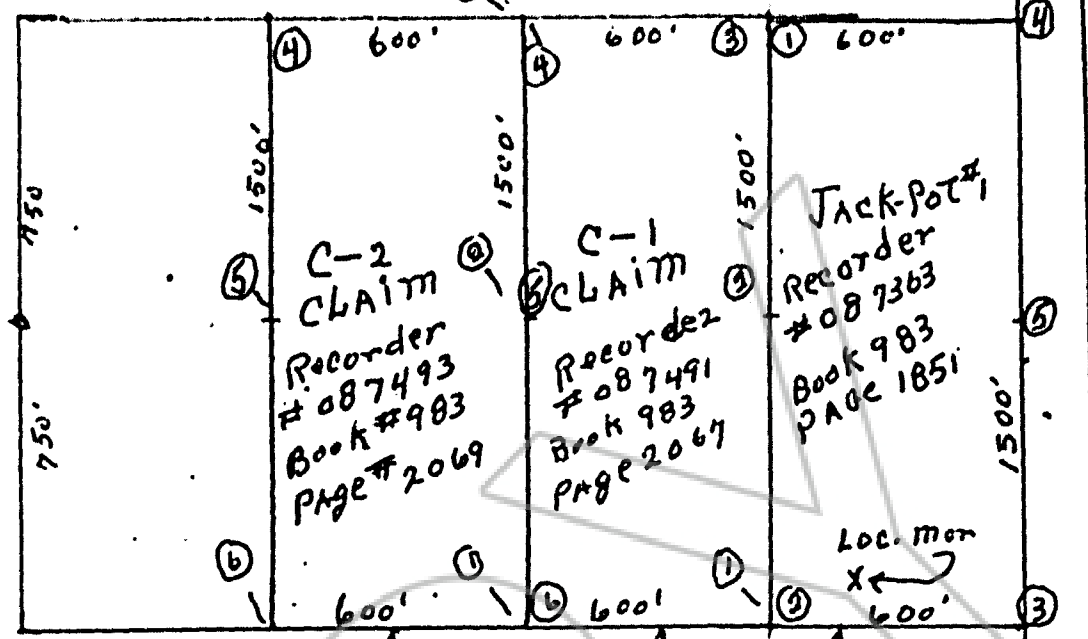 ④ 600' ④ 600' ③ ① 600' ④
1500' 1500' 1500'
750'
⑤
C-2
CLAIM
Recorder
# 087493
Book #983
PAge # 2069
⑤
C-1
CLAIM
Recorder
# 087491
Book 983
PAge 2067
②
JAck-Pot #1
Recorder
# 087363
Book 983
PAGe 1851
⑤
1500'
Loc. Mon
X
⑥ 600' ① ⑥ 600' ① ② 600' ③